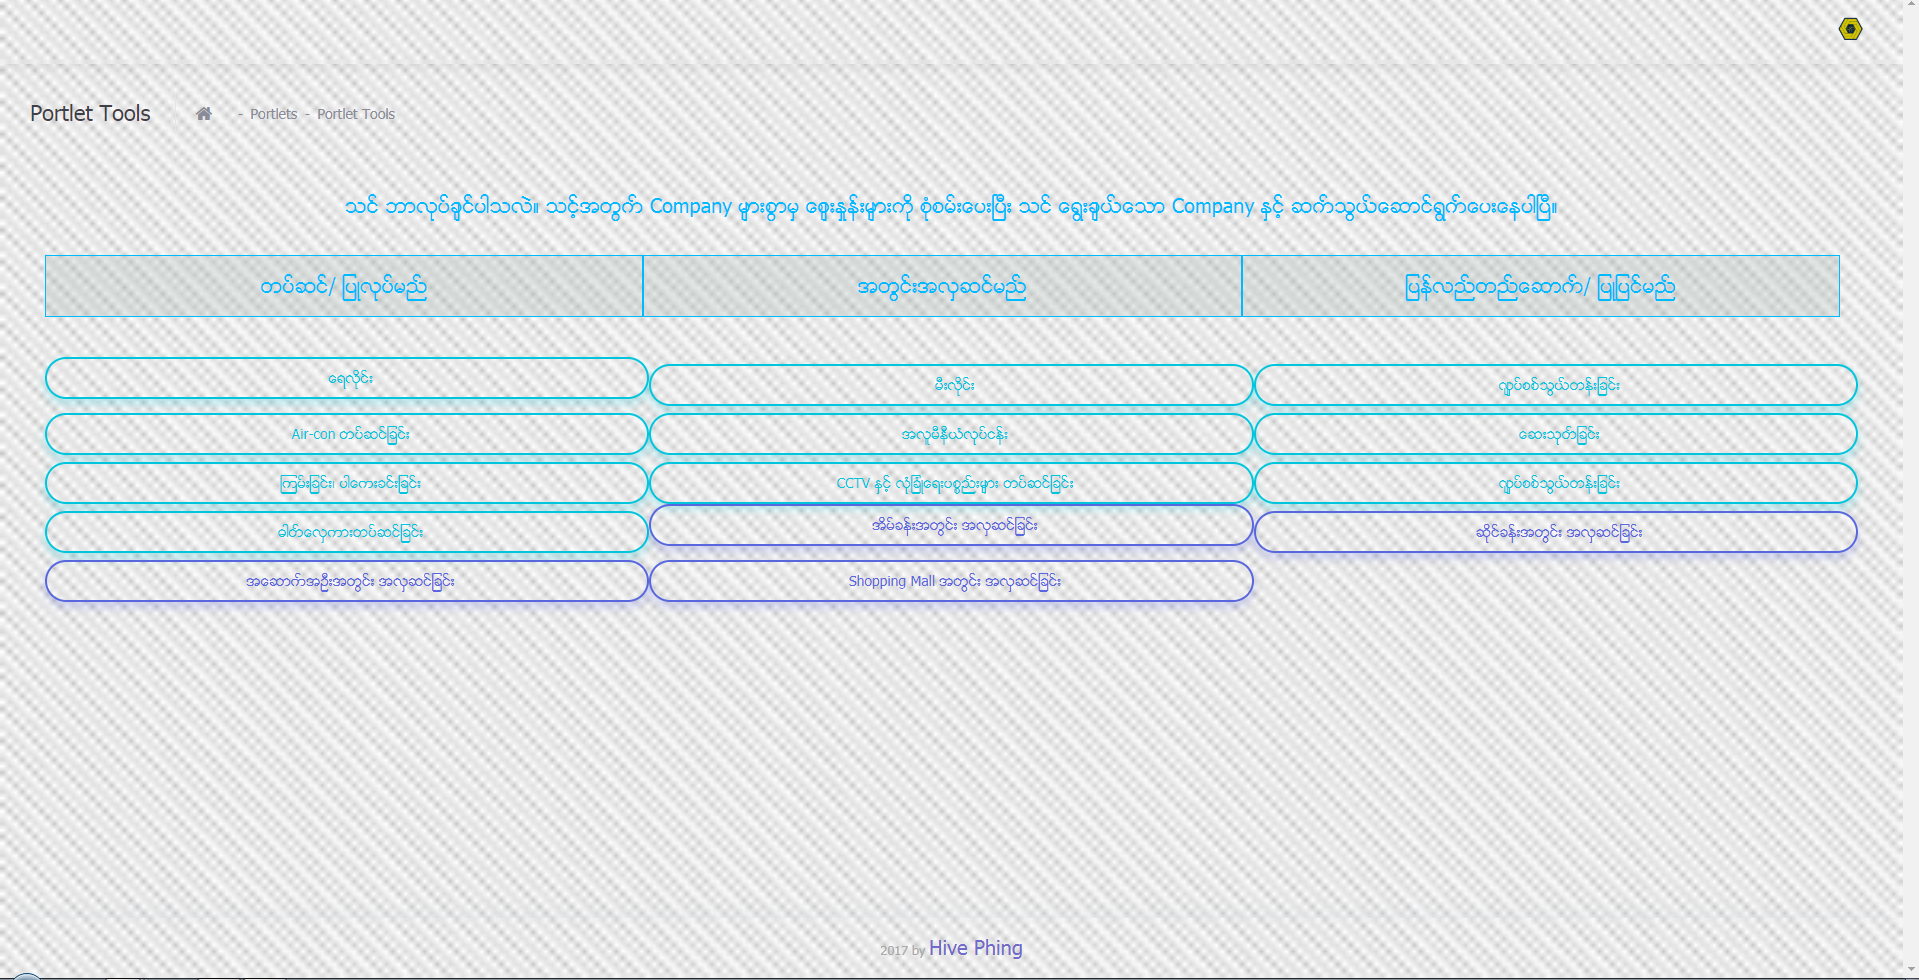 Portlet Tools
- Portlets - Portlet Tools
သင် ဘာလုပ်ချင်ပါသလဲ။ သင့်အတွက် Company များစွာမှ ဈေးနှုန်းများကို စုံစမ်းပေးပြီး သင် ရွေးချယ်သော Company နှင့် ဆက်သွယ်ဆောင်ရွက်ပေးနေပါပြီ။
တပ်ဆင်/ ပြုလုပ်မည်
အတွင်းအလှဆင်မည်
ပြန်လည်တည်ဆောက်/ ပြုပြင်မည်
ရေလိုင်း
မီးလိုင်း
လျှပ်စစ်သွယ်တန်းခြင်း
Air-con တပ်ဆင်ခြင်း
အလူမီနီယံလုပ်ငန်း
ဆေးသုတ်ခြင်း
ကြမ်းခြင်း၊ ပါကေးခင်းခြင်း
CCTV နှင့် လုံခြုံရေးပစ္စည်းများ တပ်ဆင်ခြင်း
လျှပ်စစ်သွယ်တန်းခြင်း
ဓါတ်လှေကားတပ်ဆင်ခြင်း
အိမ်ခန်းအတွင်း အလှဆင်ခြင်း
ဆိုင်ခန်းအတွင်း အလှဆင်ခြင်း
အဆောက်အဦးအတွင်း အလှဆင်ခြင်း
Shopping Mall အတွင်း အလှဆင်ခြင်း
2017 by Hive Phing